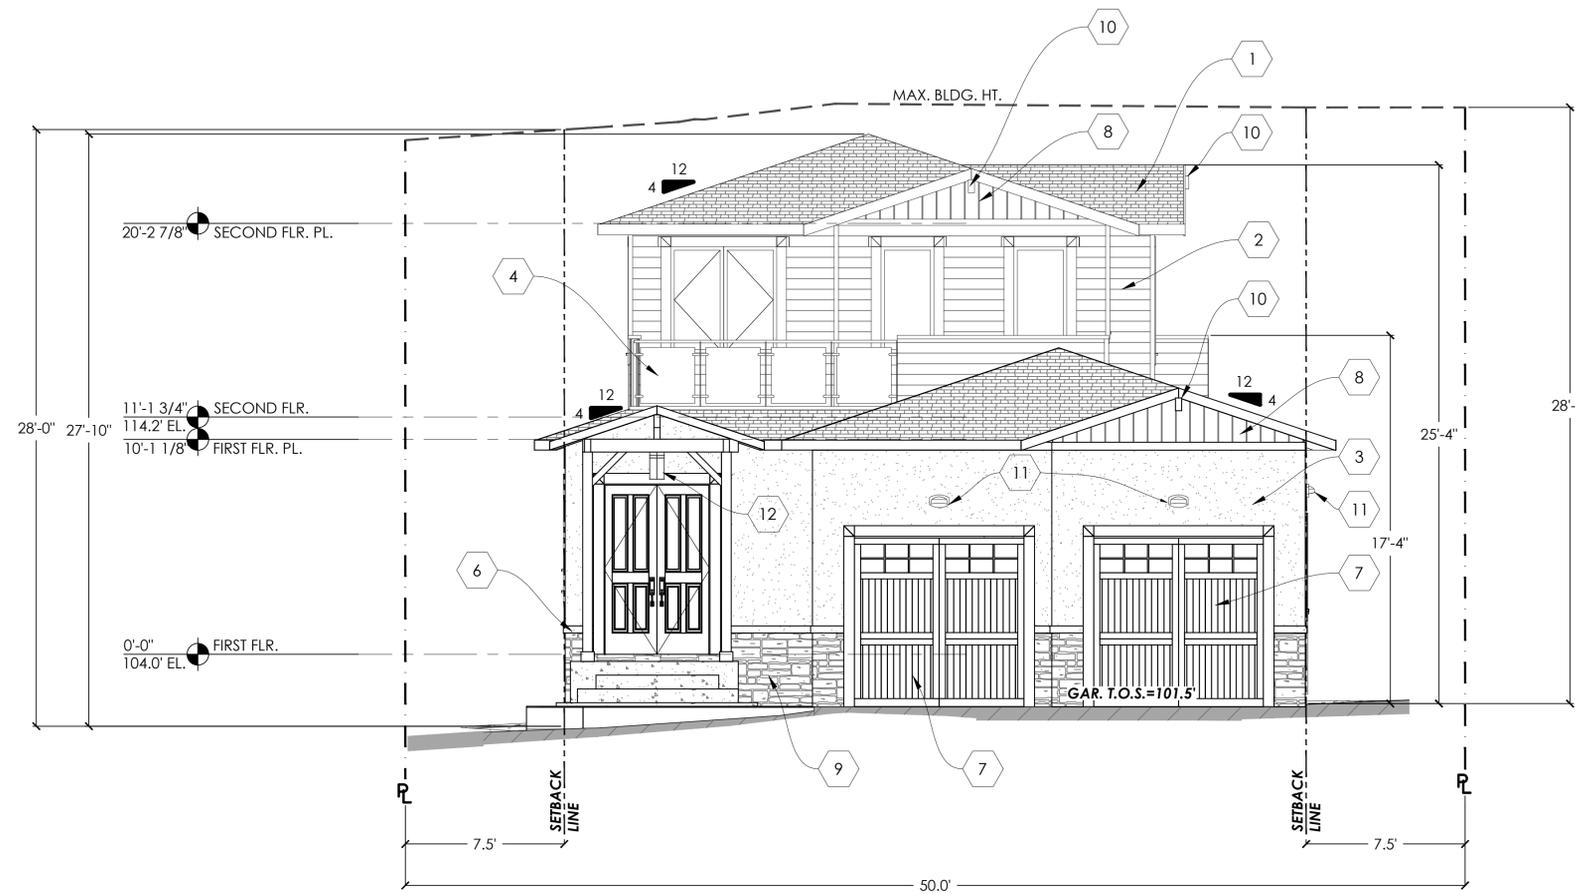 10
1
MAX. BLDG. HT.
8
10
12
4
20'-2 7/8"
SECOND FLR. PL.
2
4
10
12
4
8
12
4
11'-1 3/4"
SECOND FLR.
114.2' EL.
10'-1 1/8"
FIRST FLR. PL.
28'-0"
27'-10"
25'-4"
28'-
3
11
11
12
17'-4"
6
7
0'-0"
FIRST FLR.
104.0' EL.
GAR. T.O.S.=101.5'
9
7
PL
SETBACK
LINE
SETBACK
LINE
PL
7.5'
7.5'
50.0'